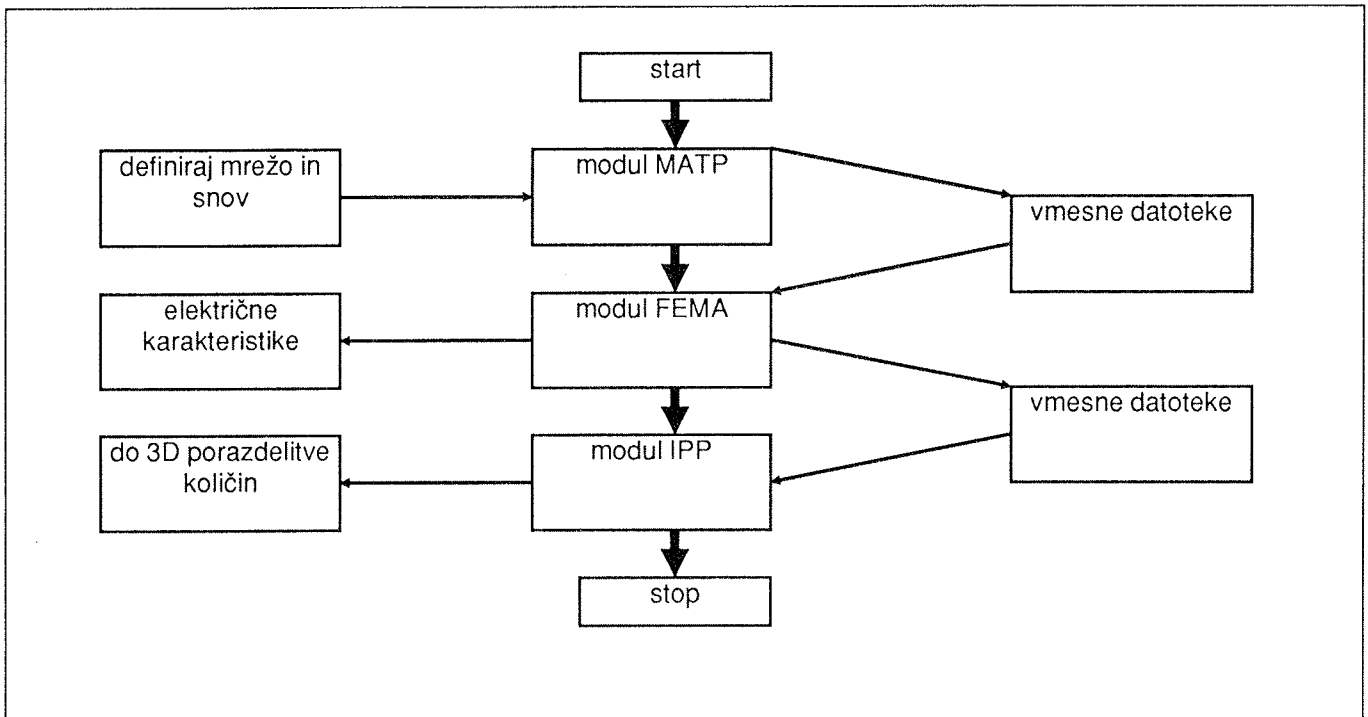 start
definiraj mrežo in
snov
modul MATP
vmesne datoteke
električne
karakteristike
modul FEMA
vmesne datoteke
do 3D porazdelitve
količin
modul IPP
stop